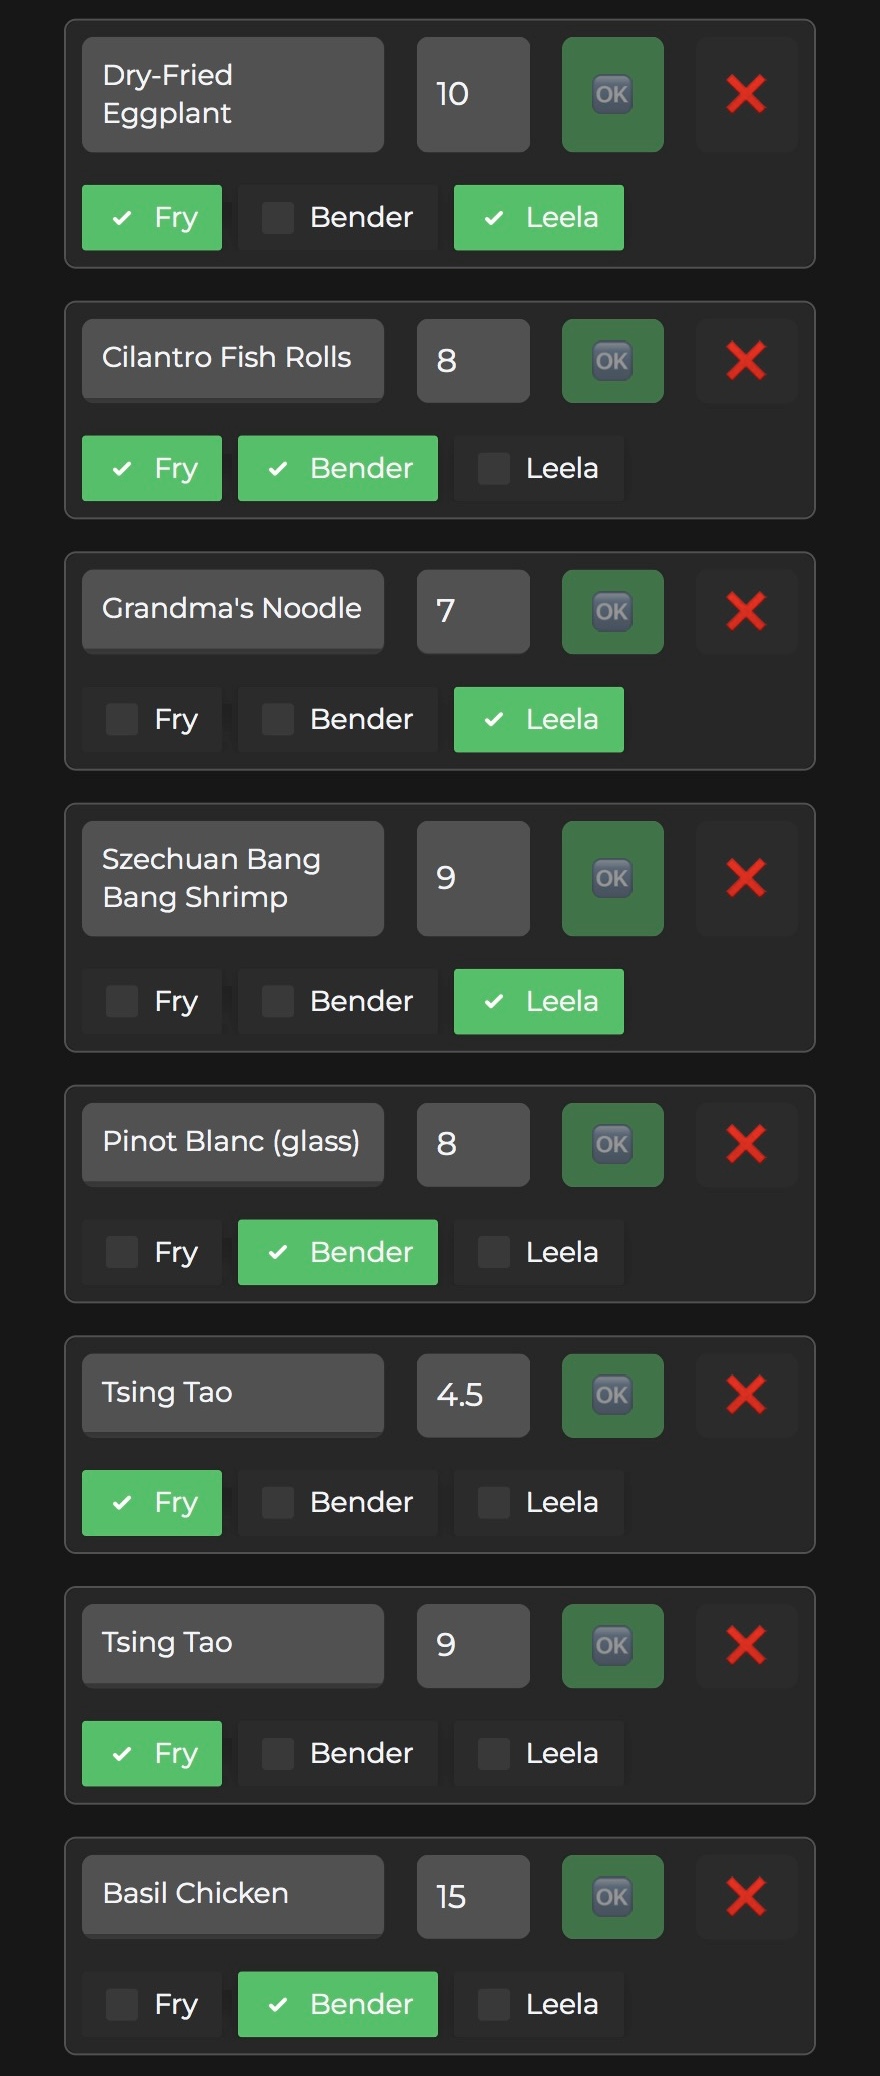 Dry-Fried
Eggplant
10
OK
Fry
Bender
Leela
Cilantro Fish Rolls
8
OK
Fry
Bender
Leela
Grandma's Noodle
7
OK
Fry
Bender
Leela
Szechuan Bang
Bang Shrimp
9
OK
Fry
Bender
Leela
Pinot Blanc (glass)
8
OK
Fry
Bender
Leela
Tsing Tao
4.5
OK
Fry
Bender
Leela
Tsing Tao
9
OK
Fry
Bender
Leela
Basil Chicken
15
OK
Fry
Bender
Leela